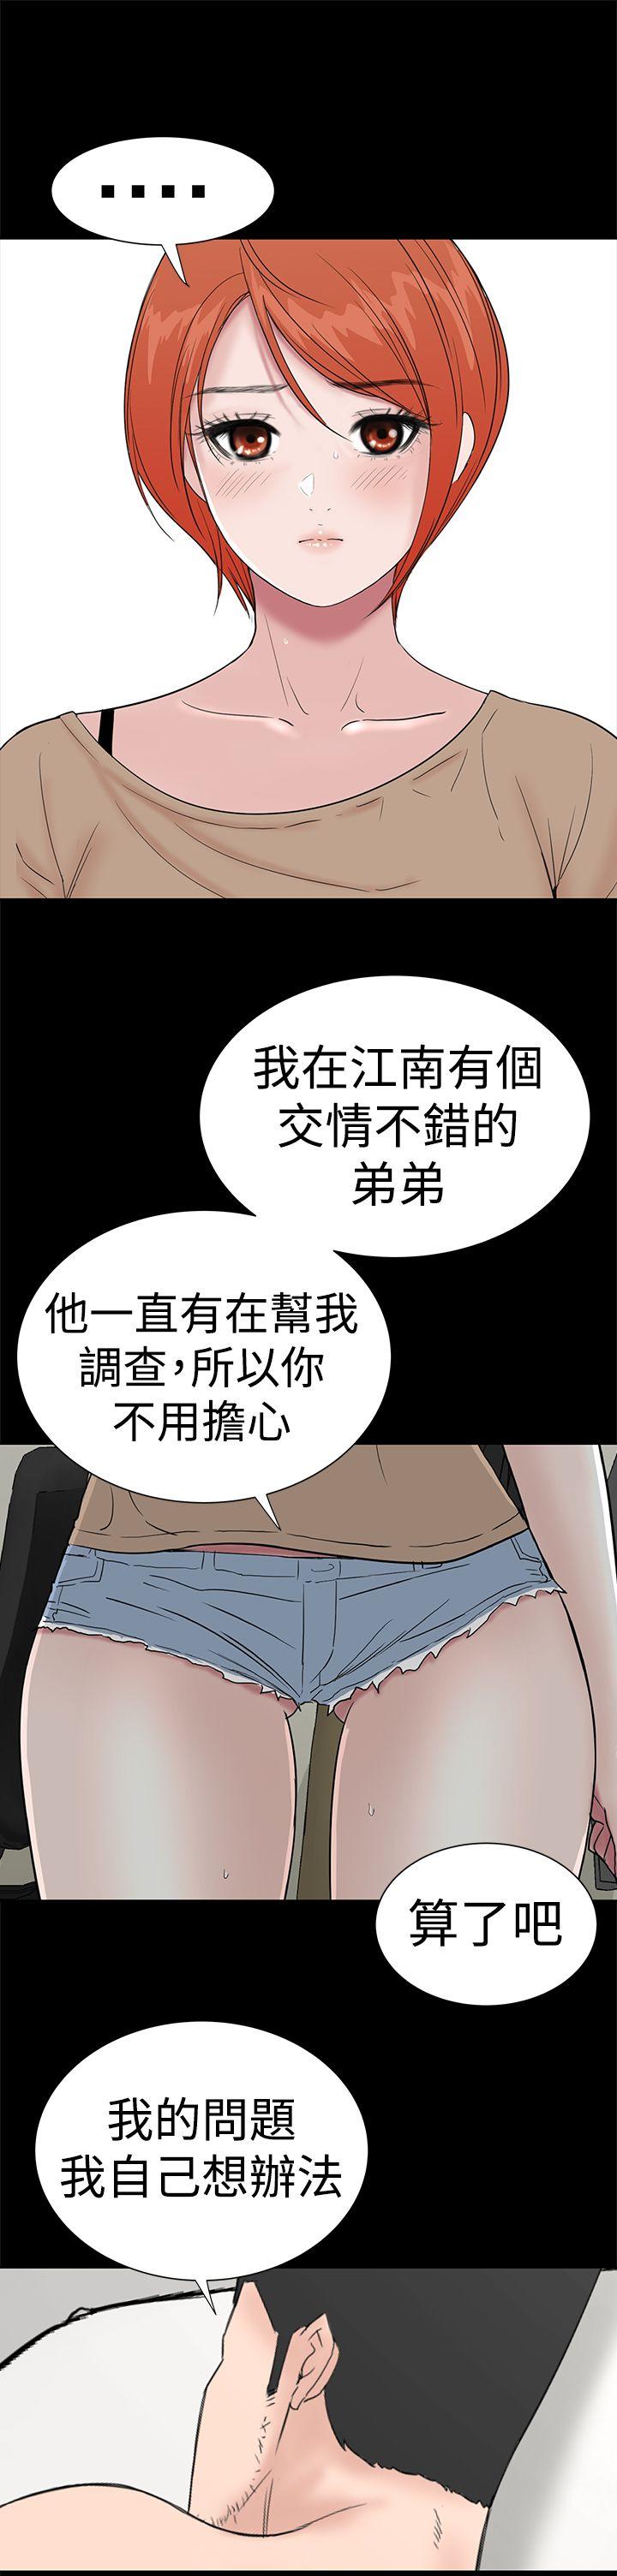 ....
我在江南有個
交情不錯的
弟弟
他一直有在幫我
調查，所以你
不用擔心
算了吧
我的問題
我自己想辦法